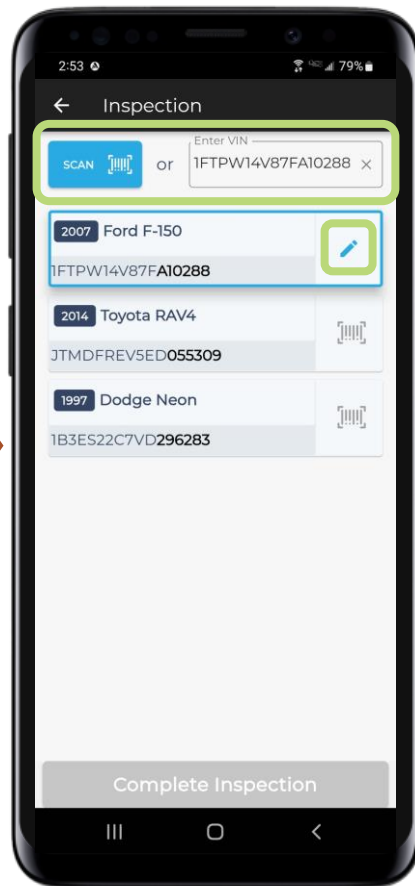 2:53 79%
Inspection
SCAN or Enter VIN
1FTPW14V87FA10288 ×
2007 Ford F-150
1FTPW14V87FA10288
2014 Toyota RAV4
JTMDFREV5ED055309
1997 Dodge Neon
1B3ES22C7VD296283
Complete Inspection